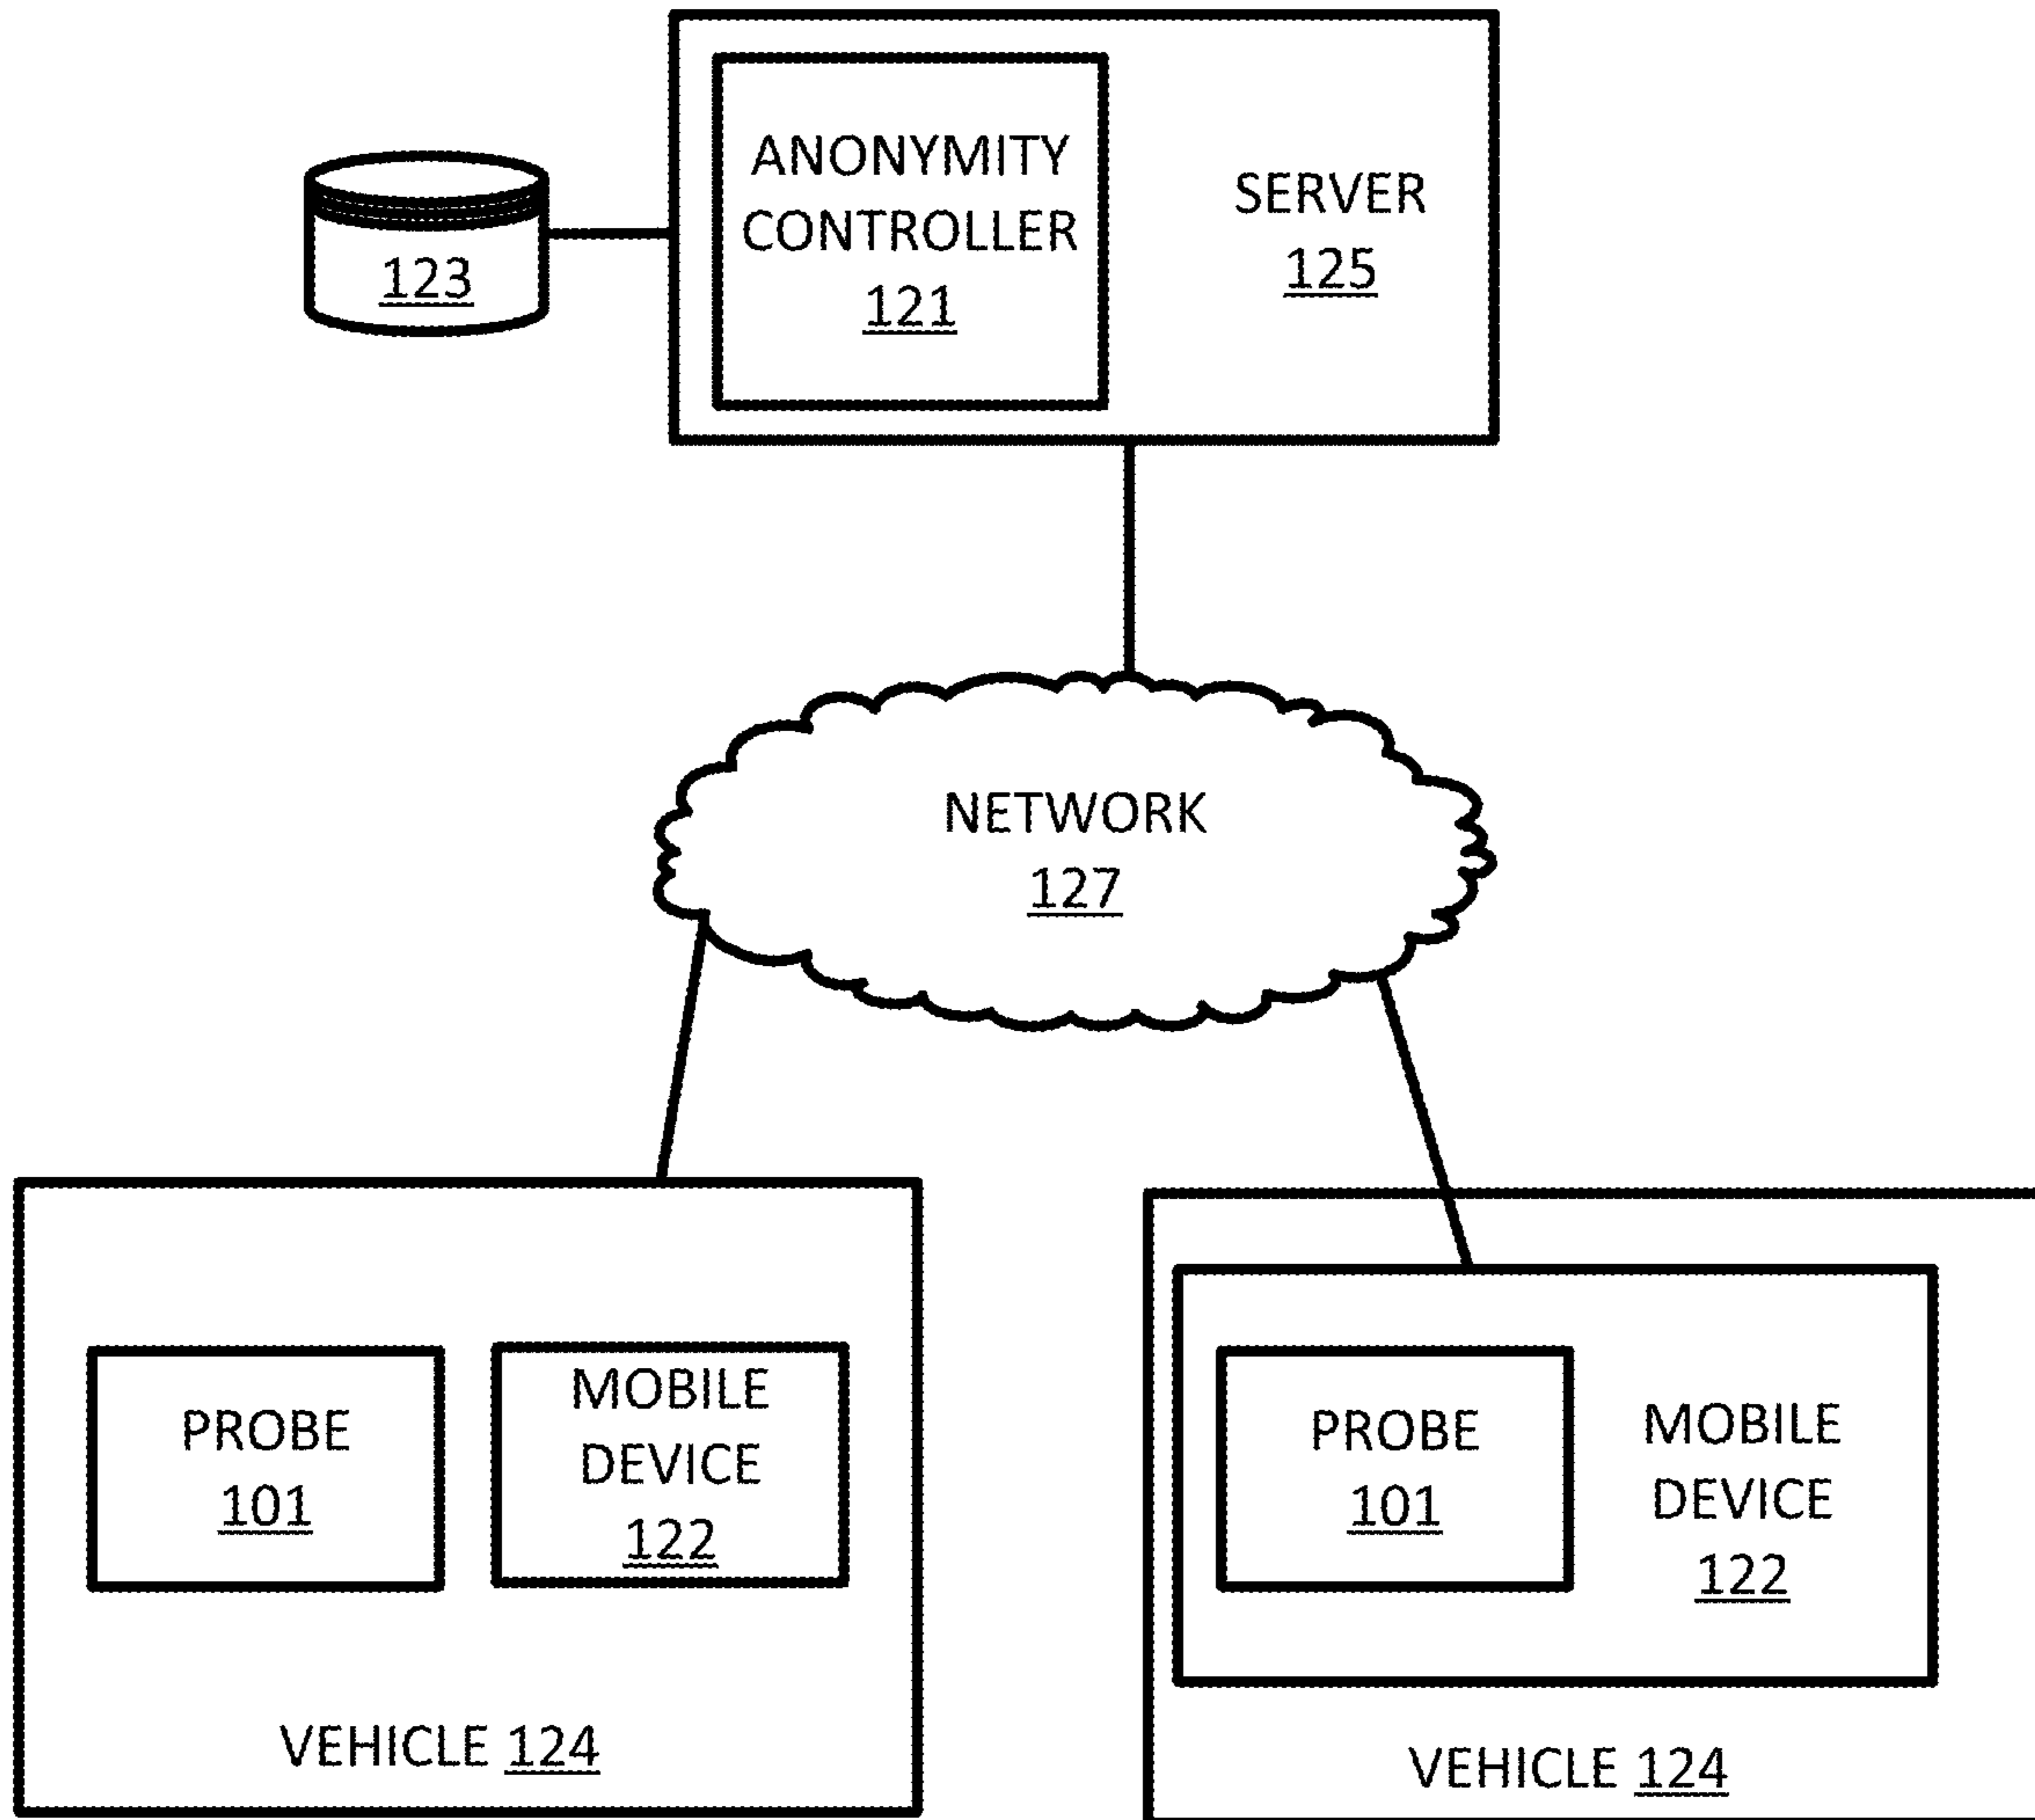 ANONYMITY
CONTROLLER
121
SERVER
125
123
NETWORK
127
PROBE
101
MOBILE
DEVICE
122
VEHICLE 124
PROBE
101
MOBILE
DEVICE
122
VEHICLE 124